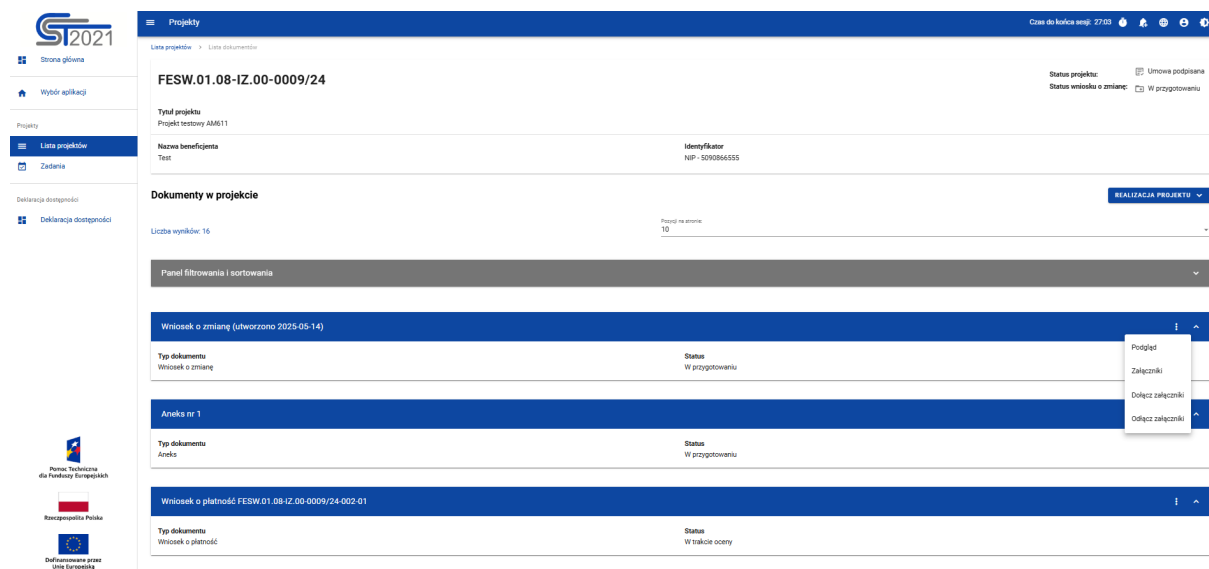 CST2021
Projekty
Czas do końca sesji: 27:03
Strona główna
Wybór aplikacji
Projekty
Lista projektów
Zadania
Deklaracja dostępności
Deklaracja dostępności
Pomoc Techniczna
dla Funduszy Europejskich
Rzeczpospolita Polska
Dofinansowane przez
Unię Europejską
Lista projektów > Lista dokumentów
FESW.01.08-IZ.00-0009/24
Status projektu: Umowa podpisana
Status wniosku o zmianę: W przygotowaniu
Tytuł projektu
Projekt testowy AM611
Nazwa beneficjenta Identyfikator
Test NIP - 5090866555
Dokumenty w projekcie
REALIZACJA PROJEKTU
Liczba wyników: 16
Pozycji na stronie
10
Panel filtrowania i sortowania
Wniosek o zmianę (utworzono 2025-05-14)
Typ dokumentu Status
Wniosek o zmianę W przygotowaniu
Podgląd
Załączniki
Dołącz załączniki
Odłącz załączniki
Aneks nr 1
Typ dokumentu Status
Aneks W przygotowaniu
Wniosek o płatność FESW.01.08-IZ.00-0009/24-002-01
Typ dokumentu Status
Wniosek o płatność W trakcie oceny